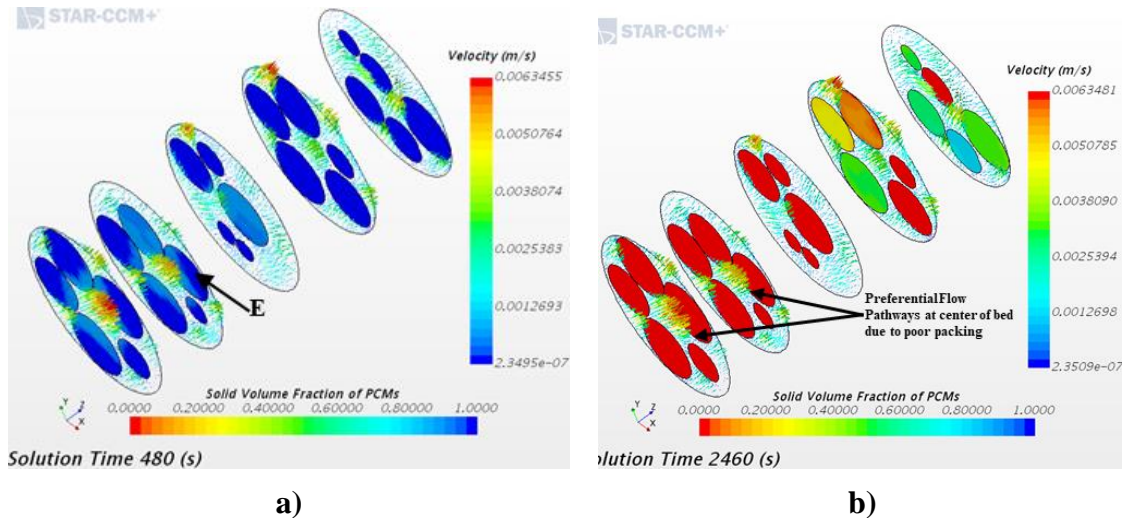 STAR-CCM+
Velocity (m/s)
0.0063455
0.0050764
0.0038074
0.0025383
0.0012693
2.3495e-07
E
Solid Volume Fraction of PCMs
0.0000 0.20000 0.40000 0.60000 0.80000 1.0000
Y Z X
Solution Time 480 (s)
a)
STAR-CCM+
Velocity (m/s)
0.0063481
0.0050785
0.0038090
0.0025394
0.0012698
2.3509e-07
Preferential Flow
Pathways at center of bed
due to poor packing
Solid Volume Fraction of PCMs
0.0000 0.20000 0.40000 0.60000 0.80000 1.0000
Y Z X
olution Time 2460 (s)
b)